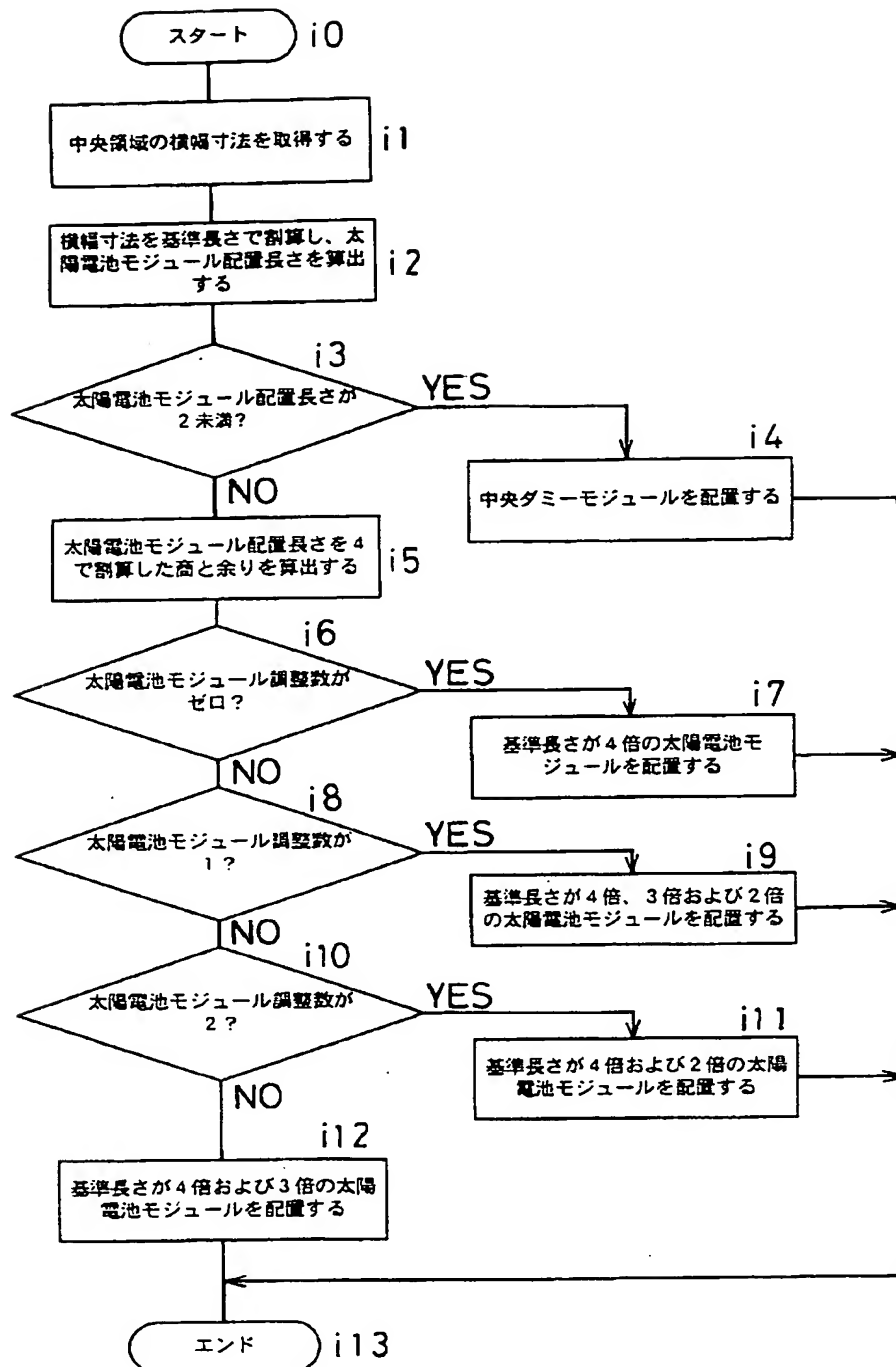 スタート
i0
中央領域の横幅寸法を取得する
i1
横幅寸法を基準長さで割算し、太
陽電池モジュール配置長さを算出
する
i2
i3
太陽電池モジュール配置長さが
2未満?
YES
NO
i4
中央ダミーモジュールを配置する
太陽電池モジュール配置長さを4
で割算した商と余りを算出する
i5
i6
太陽電池モジュール調整数が
ゼロ?
YES
NO
i7
基準長さが4倍の太陽電池モ
ジュールを配置する
i8
太陽電池モジュール調整数が
1?
YES
NO
i9
基準長さが4倍、3倍および2倍
の太陽電池モジュールを配置する
i10
太陽電池モジュール調整数が
2?
YES
NO
i11
基準長さが4倍および2倍の太陽
電池モジュールを配置する
i12
基準長さが4倍および3倍の太陽
電池モジュールを配置する
エンド
i13